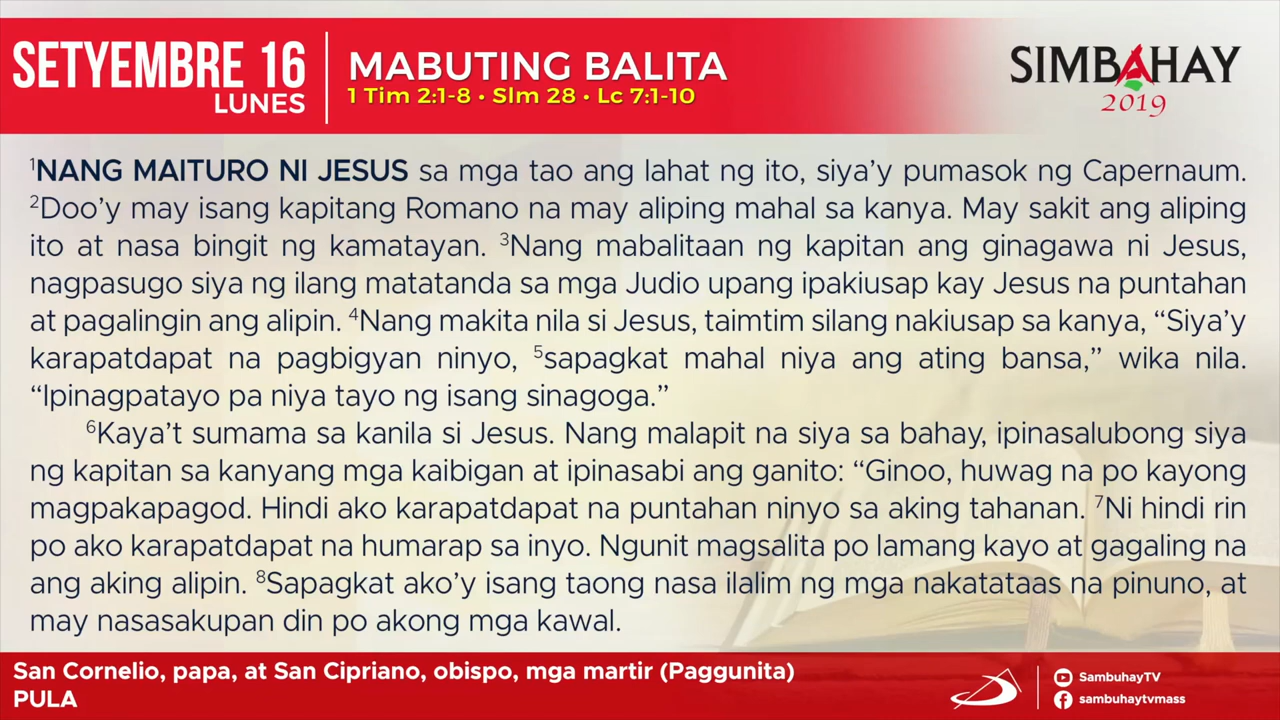 SETYEMBRE 16
LUNES
MABUTING BALITA
1 Tim 2:1-8 • Slm 28 • Lc 7:1-10
SIMBAHAY
2019
¹NANG MAITURO NI JESUS sa mga tao ang lahat ng ito, siya’y pumasok ng Capernaum.
²Doo’y may isang kapitang Romano na may aliping mahal sa kanya. May sakit ang aliping
ito at nasa bingit ng kamatayan. ³Nang mabalitaan ng kapitan ang ginagawa ni Jesus,
nagpasugo siya ng ilang matatanda sa mga Judio upang ipakiusap kay Jesus na puntahan
at pagalingin ang alipin. ⁴Nang makita nila si Jesus, taimtim silang nakiusap sa kanya, “Siya’y
karapatdapat na pagbigyan ninyo, ⁵sapagkat mahal niya ang ating bansa,” wika nila.
“Ipinagpatayo pa niya tayo ng isang sinagoga.”
⁶Kaya’t sumama sa kanila si Jesus. Nang malapit na siya sa bahay, ipinasalubong siya
ng kapitan sa kanyang mga kaibigan at ipinasabi ang ganito: “Ginoo, huwag na po kayong
magpakapagod. Hindi ako karapatdapat na puntahan ninyo sa aking tahanan. ⁷Ni hindi rin
po ako karapatdapat na humarap sa inyo. Ngunit magsalita po lamang kayo at gagaling na
ang aking alipin. ⁸Sapagkat ako’y isang taong nasa ilalim ng mga nakatataas na pinuno, at
may nasasakupan din po akong mga kawal.
San Cornelio, papa, at San Cipriano, obispo, mga martir (Paggunita)
PULA
SambuhayTV
sambuhaytvmass